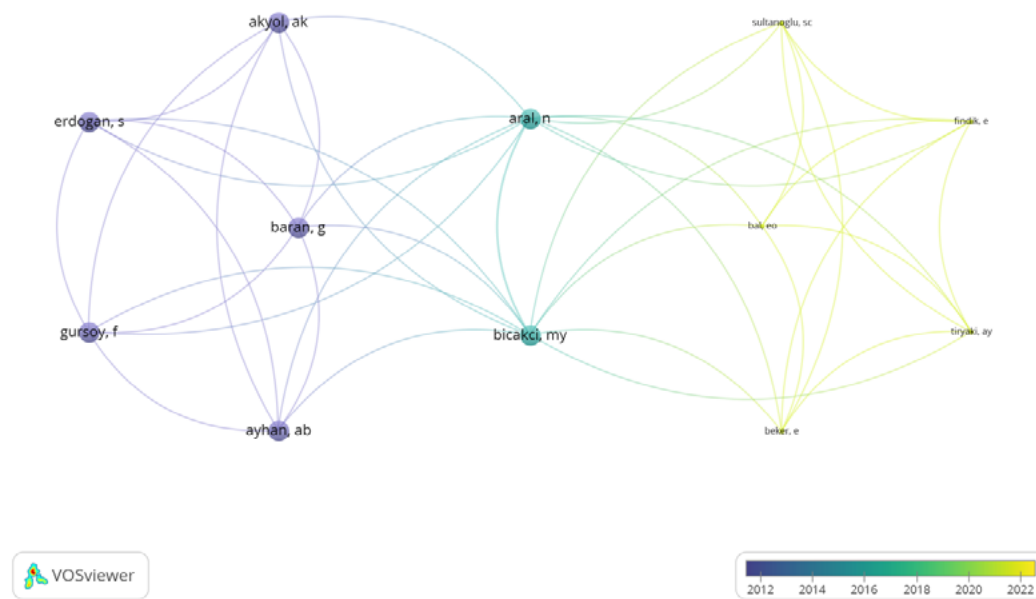 akyol, ak
sultanoglu, sc
erdogan, s
aral, n
findik, e
baran, g
bal, eo
gursoy, f
bicakci, my
tiryaki, ay
ayhan, ab
beker, e
VOSviewer
2012 2014 2016 2018 2020 2022